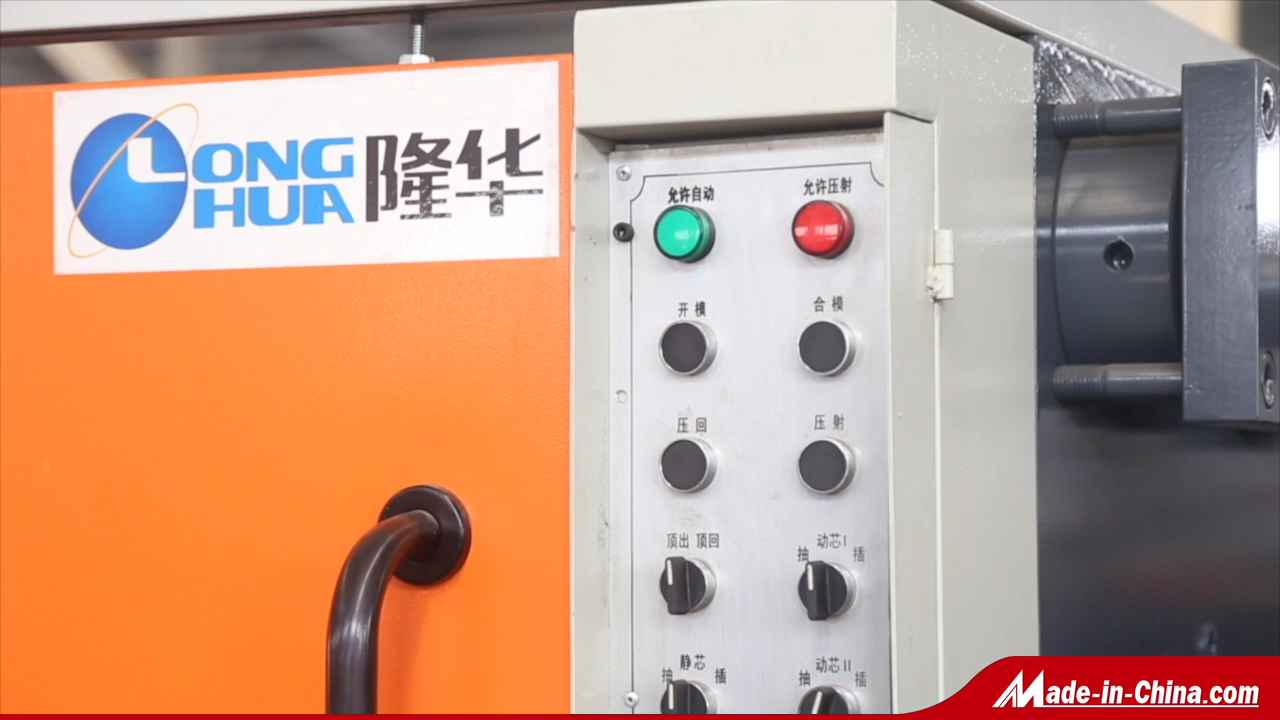 LONG
HUA
隆华
允许自动
允许压射
开 模
合 模
压 回
压 射
顶出 顶回
动芯I
抽 插
静芯
抽 插
动芯II
抽 插
Made-in-China.com